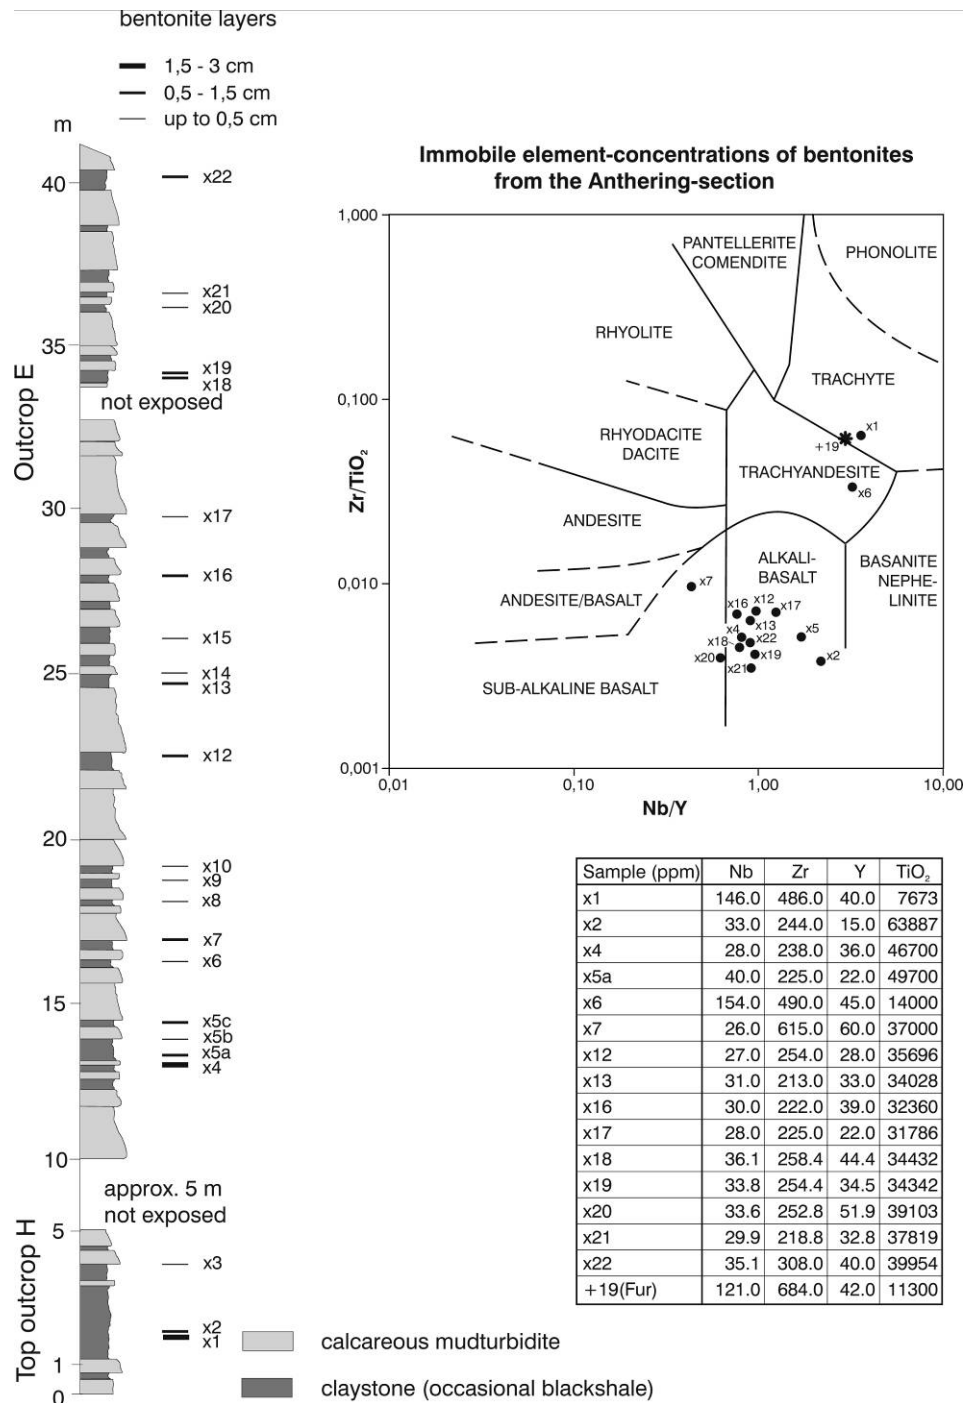 bentonite layers
1,5 - 3 cm
0,5 - 1,5 cm
up to 0,5 cm
m
40
35
30
25
20
15
10
5
1
0
Outcrop E
Top outcrop H
x22
x21
x20
x19
x18
not exposed
x17
x16
x15
x14
x13
x12
x10
x9
x8
x7
x6
x5c
x5b
x5a
x4
approx. 5 m
not exposed
x3
x2
x1
calcareous mudturbidite
claystone (occasional blackshale)
Immobile element-concentrations of bentonites
from the Anthering-section
1,000
0,100
0,010
0,001
Zr/TiO₂
0,01
0,10
1,00
10,00
Nb/Y
PANTELLERITE
COMENDITE
PHONOLITE
RHYOLITE
TRACHYTE
RHYODACITE
DACITE
TRACHYANDESITE
ANDESITE
ALKALI-
BASALT
BASANITE
NEPHE-
LINITE
ANDESITE/BASALT
SUB-ALKALINE BASALT
x1
+19
x6
x7
x16
x12
x17
x4
x13
x5
x18
x22
x20
x19
x21
x2
Sample (ppm) Nb Zr Y TiO₂
x1 146.0 486.0 40.0 7673
x2 33.0 244.0 15.0 63887
x4 28.0 238.0 36.0 46700
x5a 40.0 225.0 22.0 49700
x6 154.0 490.0 45.0 14000
x7 26.0 615.0 60.0 37000
x12 27.0 254.0 28.0 35696
x13 31.0 213.0 33.0 34028
x16 30.0 222.0 39.0 32360
x17 28.0 225.0 22.0 31786
x18 36.1 258.4 44.4 34432
x19 33.8 254.4 34.5 34342
x20 33.6 252.8 51.9 39103
x21 29.9 218.8 32.8 37819
x22 35.1 308.0 40.0 39954
+19(Fur) 121.0 684.0 42.0 11300